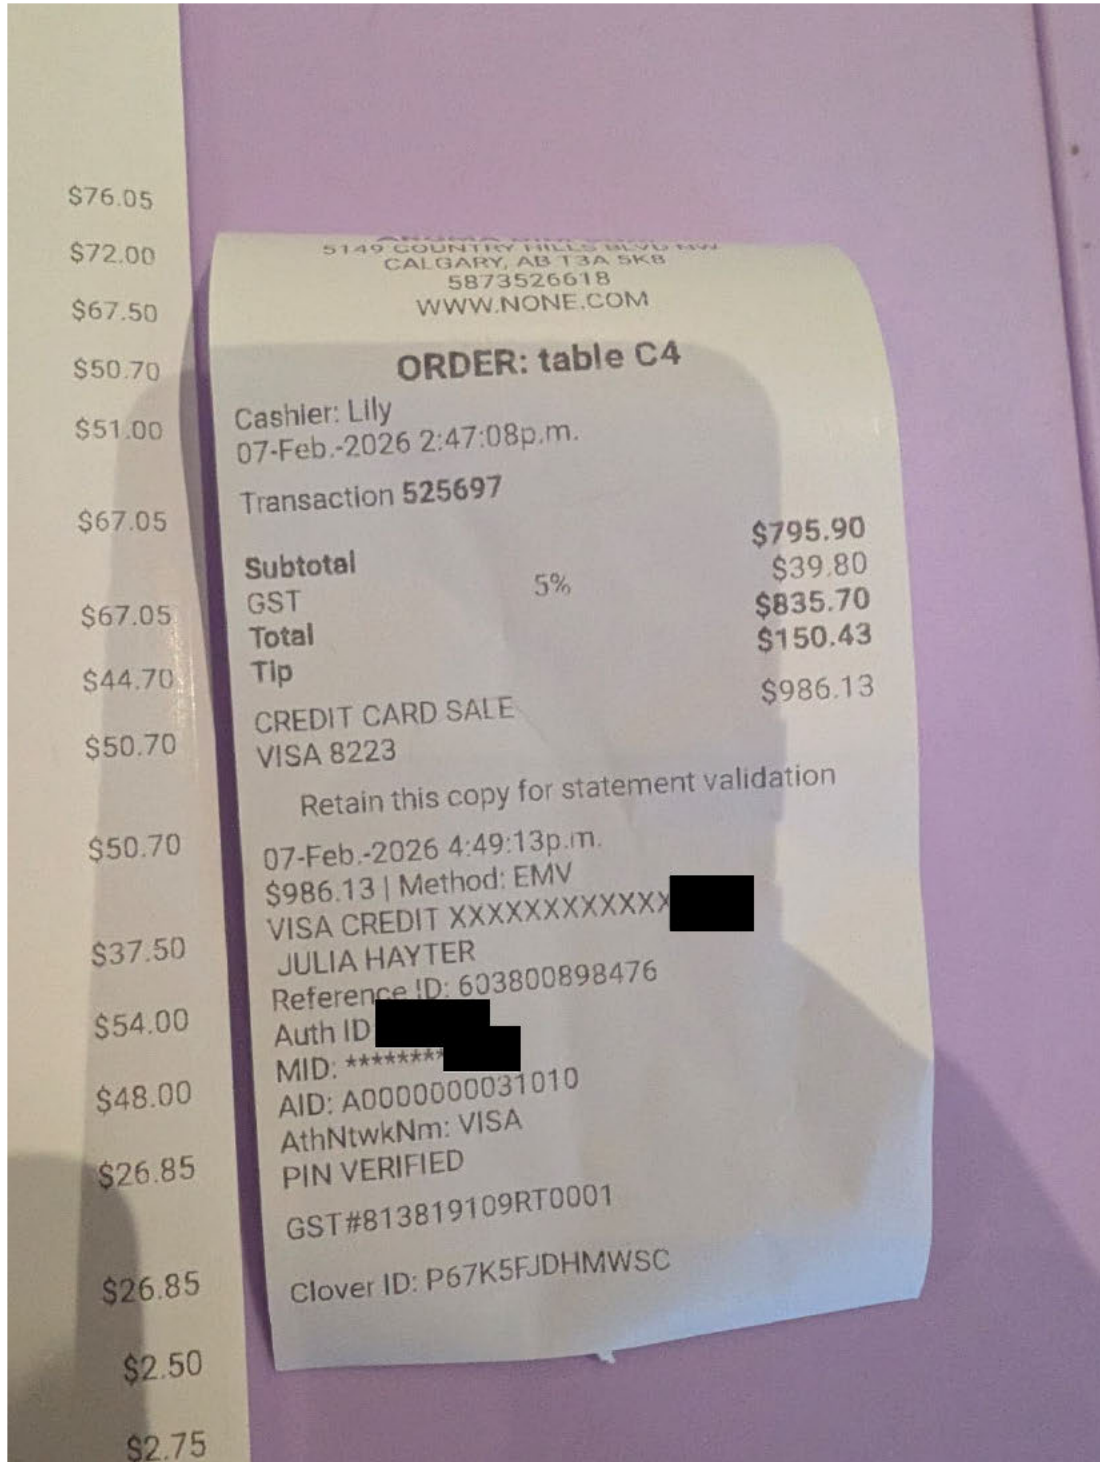 $76.05
$72.00
$67.50
$50.70
$51.00
$67.05
$67.05
$44.70
$50.70
$50.70
$37.50
$54.00
$48.00
$26.85
$26.85
$2.50
$2.75
5149 COUNTRY HILLS BLVD NW
CALGARY, AB T3A 5K8
5873526618
WWW.NONE.COM
ORDER: table C4
Cashier: Lily
07-Feb.-2026 2:47:08p.m.
Transaction 525697
Subtotal $795.90
GST 5% $39.80
Total $835.70
Tip $150.43
CREDIT CARD SALE $986.13
VISA 8223
Retain this copy for statement validation
07-Feb.-2026 4:49:13p.m.
$986.13 | Method: EMV
VISA CREDIT XXXXXXXXXXXX
JULIA HAYTER
Reference ID: 603800898476
Auth ID
MID: ********
AID: A0000000031010
AthNtwkNm: VISA
PIN VERIFIED
GST#813819109RT0001
Clover ID: P67K5FJDHMWSC